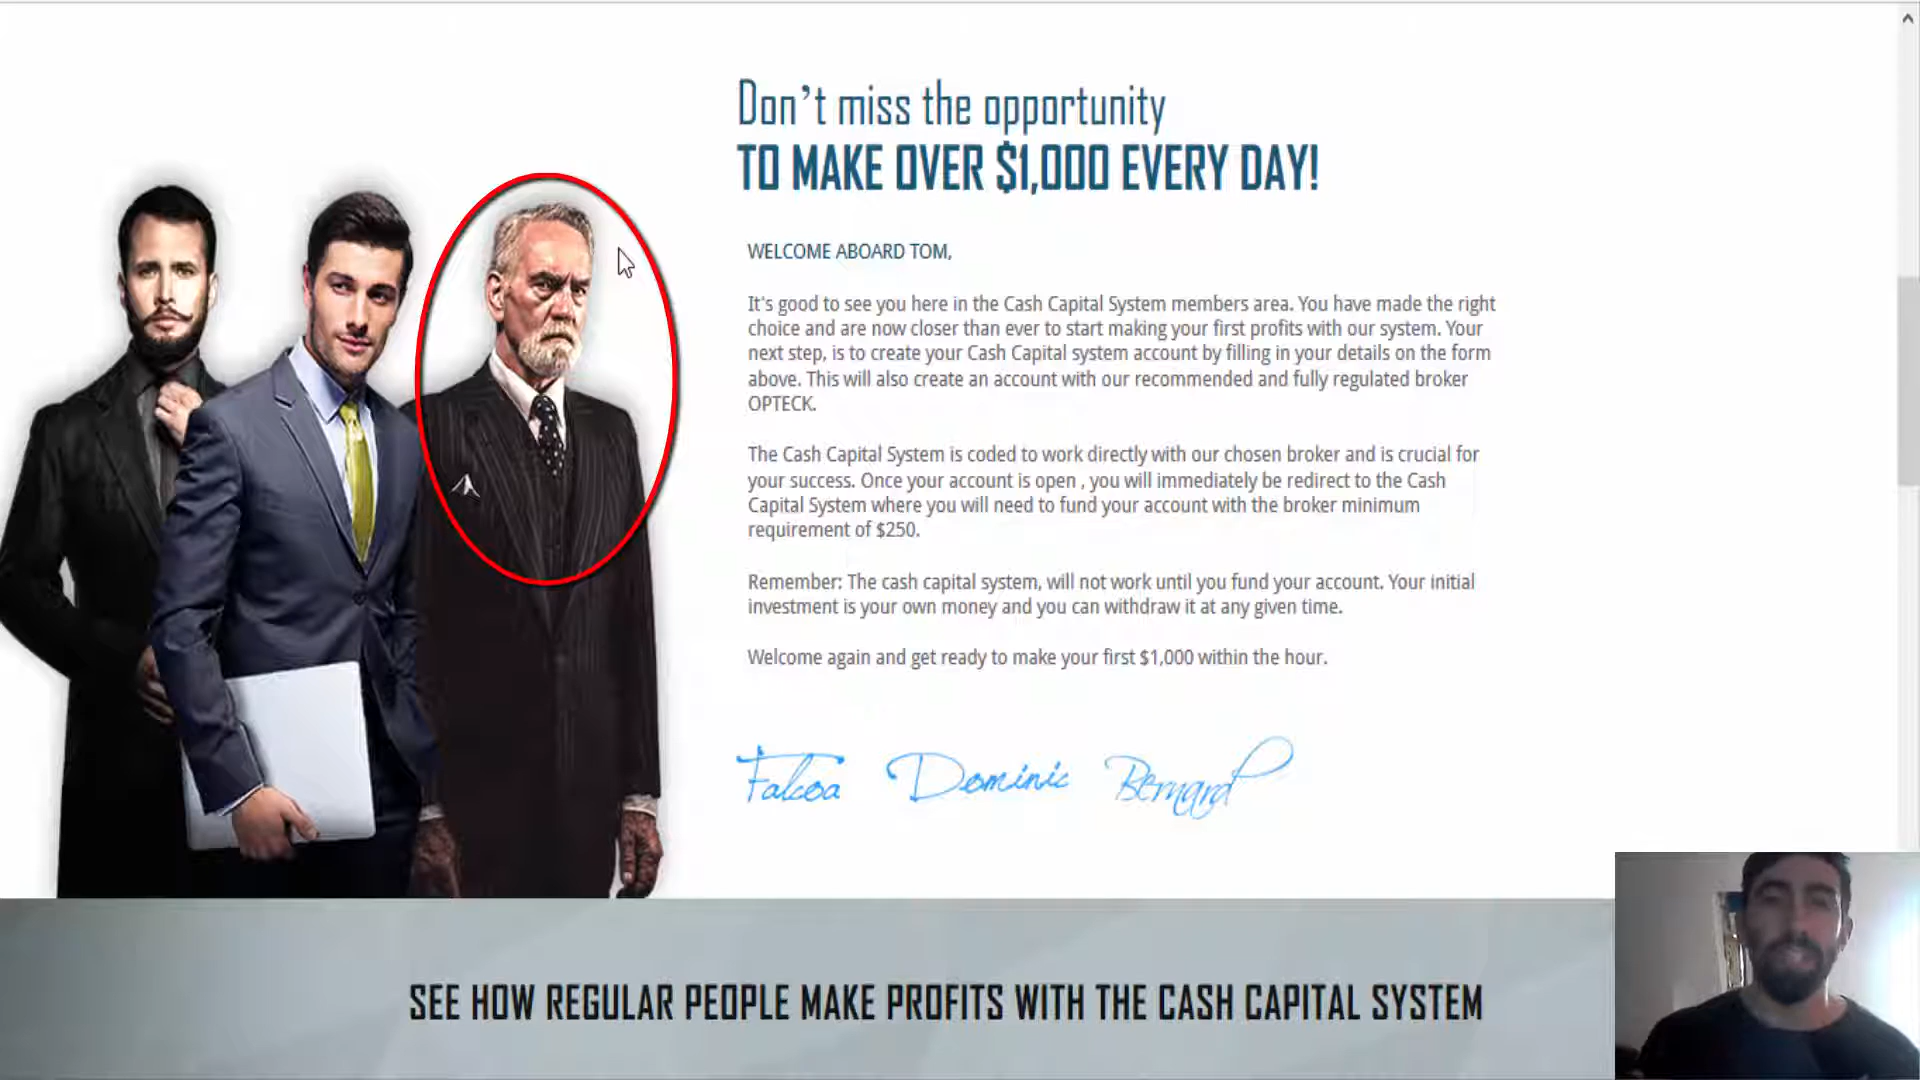 Don't miss the opportunity
TO MAKE OVER $1,000 EVERY DAY!
WELCOME ABOARD TOM,
It's good to see you here in the Cash Capital System members area. You have made the right
choice and are now closer than ever to start making your first profits with our system. Your
next step, is to create your Cash Capital system account by filling in your details on the form
above. This will also create an account with our recommended and fully regulated broker
OPTECK.
The Cash Capital System is coded to work directly with our chosen broker and is crucial for
your success. Once your account is open , you will immediately be redirect to the Cash
Capital System where you will need to fund your account with the broker minimum
requirement of $250.
Remember: The cash capital system, will not work until you fund your account. Your initial
investment is your own money and you can withdraw it at any given time.
Welcome again and get ready to make your first $1,000 within the hour.
Falcoa Dominic Bernard
SEE HOW REGULAR PEOPLE MAKE PROFITS WITH THE CASH CAPITAL SYSTEM